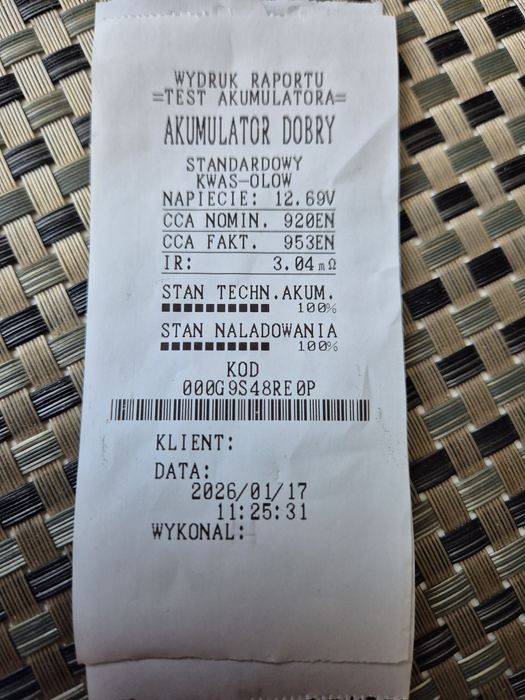 WYDRUK RAPORTU
=TEST AKUMULATORA=
AKUMULATOR DOBRY
STANDARDOWY
KWAS-OLOW
NAPIECIE: 12.69V
CCA NOMIN. 920EN
CCA FAKT. 953EN
IR: 3.04mΩ
STAN TECHN.AKUM.
100%
STAN NALADOWANIA
100%
KOD
000G9S48RE0P
KLIENT:
DATA:
2026/01/17
11:25:31
WYKONAL: